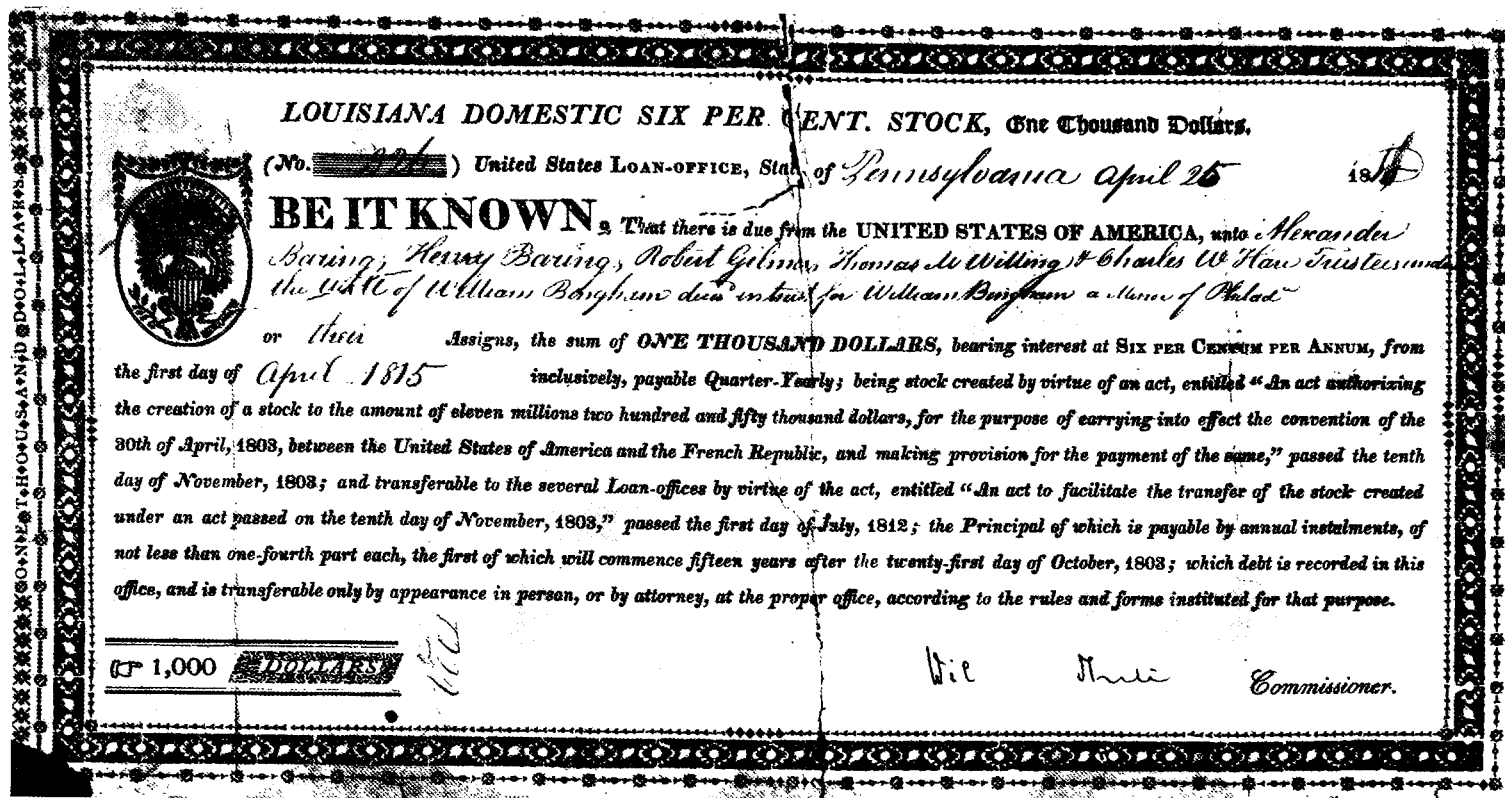 LOUISIANA DOMESTIC SIX PER CENT. STOCK, One Thousand Dollars.
(No. ) United States LOAN-OFFICE, State of Pennsylvania April 25 18
BE IT KNOWN, That there is due from the UNITED STATES OF AMERICA, unto Alexander
Baring, Henry Baring, Robert Gilmor, Thomas M Willing & Charles W Hare Trustees under
the Will of William Bingham dec'd in trust for William Bingham a Minor of Philad
or their Assigns, the sum of ONE THOUSAND DOLLARS, bearing interest at SIX PER CENTUM PER ANNUM, from
the first day of April 1815 inclusively, payable Quarter-Yearly; being stock created by virtue of an act, entitled “An act authorizing
the creation of a stock to the amount of eleven millions two hundred and fifty thousand dollars, for the purpose of carrying into effect the convention of the
30th of April, 1803, between the United States of America and the French Republic, and making provision for the payment of the same,” passed the tenth
day of November, 1803; and transferable to the several Loan-offices by virtue of the act, entitled “An act to facilitate the transfer of the stock created
under an act passed on the tenth day of November, 1803,” passed the first day of July, 1812; the Principal of which is payable by annual instalments, of
not less than one-fourth part each, the first of which will commence fifteen years after the twenty-first day of October, 1803; which debt is recorded in this
office, and is transferable only by appearance in person, or by attorney, at the proper office, according to the rules and forms instituted for that purpose.
1,000 DOLLARS
Wil
Commissioner.
ONE THOUSAND DOLLARS